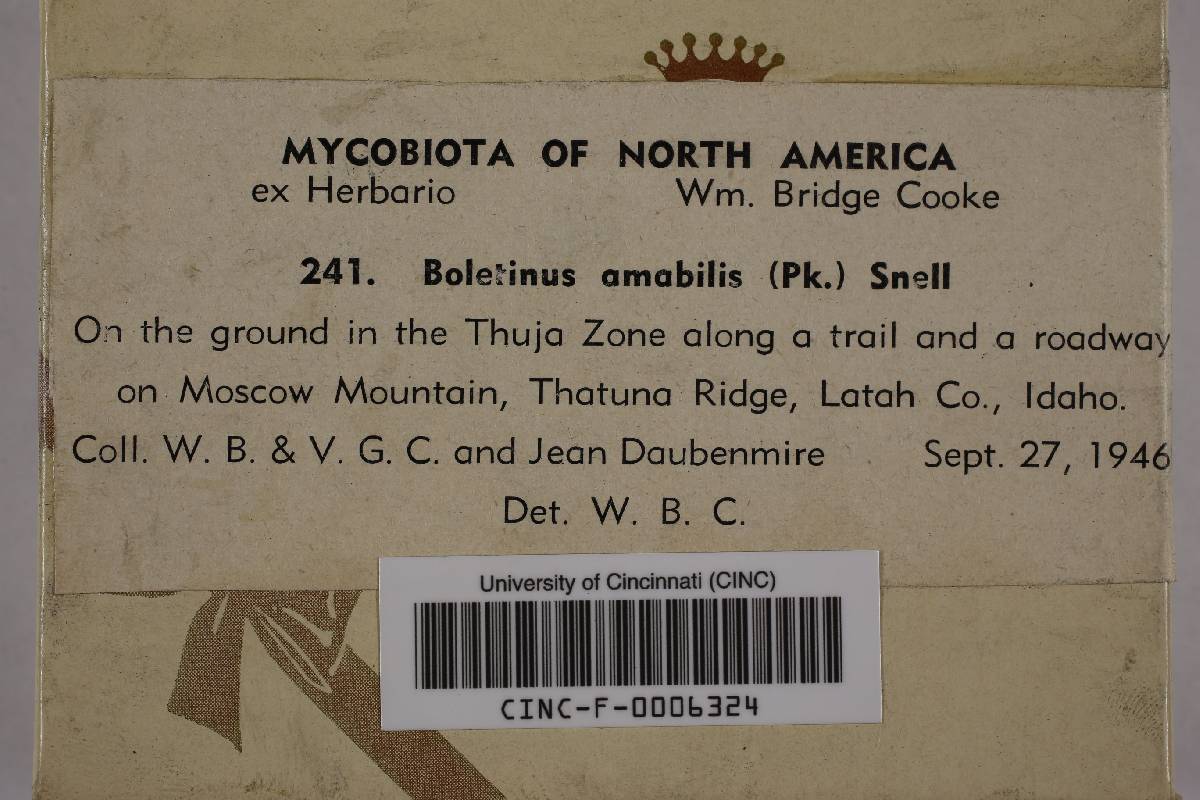 MYCOBIOTA OF NORTH AMERICA
ex Herbario Wm. Bridge Cooke
241. Boletinus amabilis (Pk.) Snell
On the ground in the Thuja Zone along a trail and a roadway
on Moscow Mountain, Thatuna Ridge, Latah Co., Idaho.
Coll. W. B. & V. G. C. and Jean Daubenmire Sept. 27, 1946
Det. W. B. C.
University of Cincinnati (CINC)
CINC-F-0006324